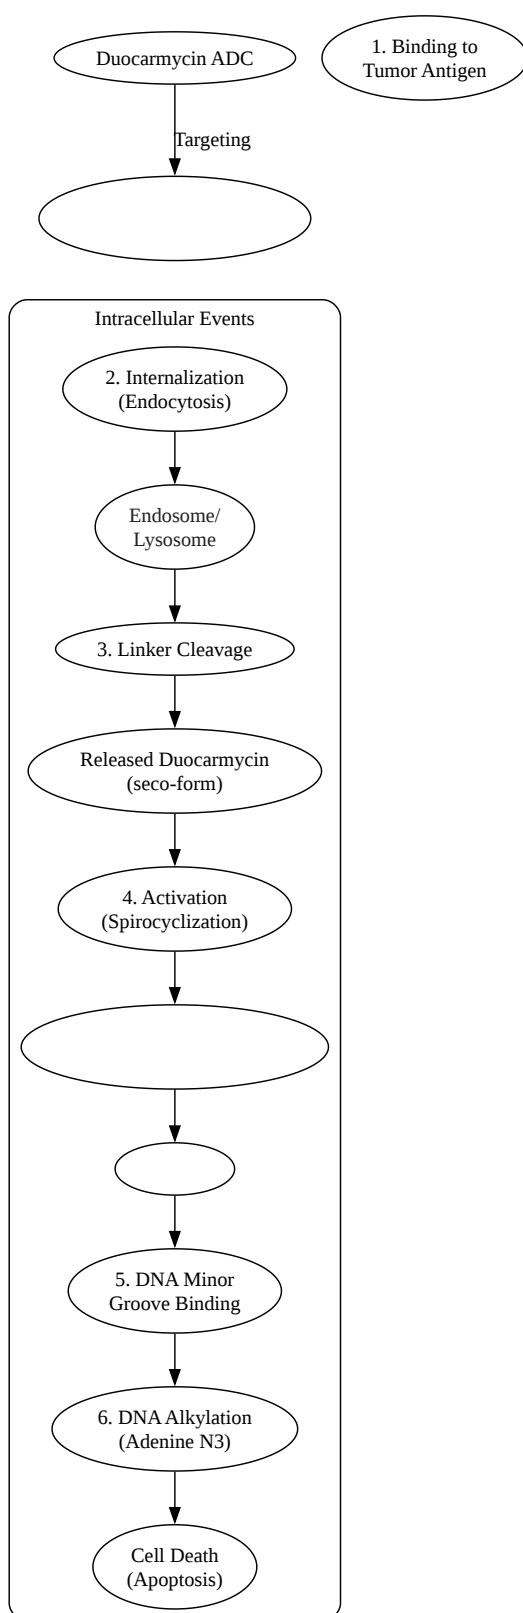 Duocarmycin ADC
1. Binding to
Tumor Antigen
Targeting
Intracellular Events
2. Internalization
(Endocytosis)
Endosome/
Lysosome
3. Linker Cleavage
Released Duocarmycin
(seco-form)
4. Activation
(Spirocyclization)
5. DNA Minor
Groove Binding
6. DNA Alkylation
(Adenine N3)
Cell Death
(Apoptosis)